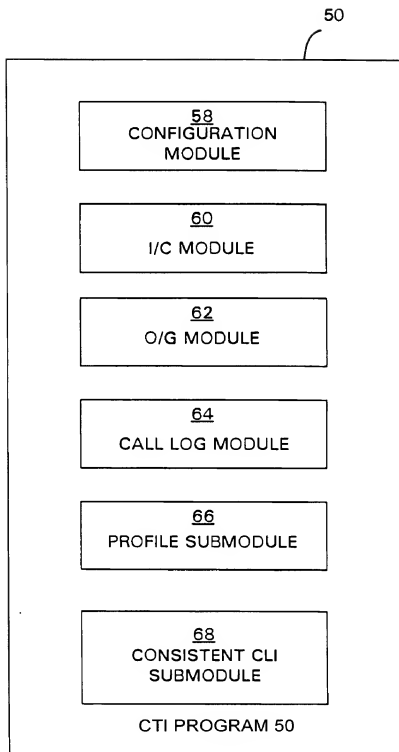 50
58
CONFIGURATION
MODULE
60
I/C MODULE
62
O/G MODULE
64
CALL LOG MODULE
66
PROFILE SUBMODULE
68
CONSISTENT CLI
SUBMODULE
CTI PROGRAM 50